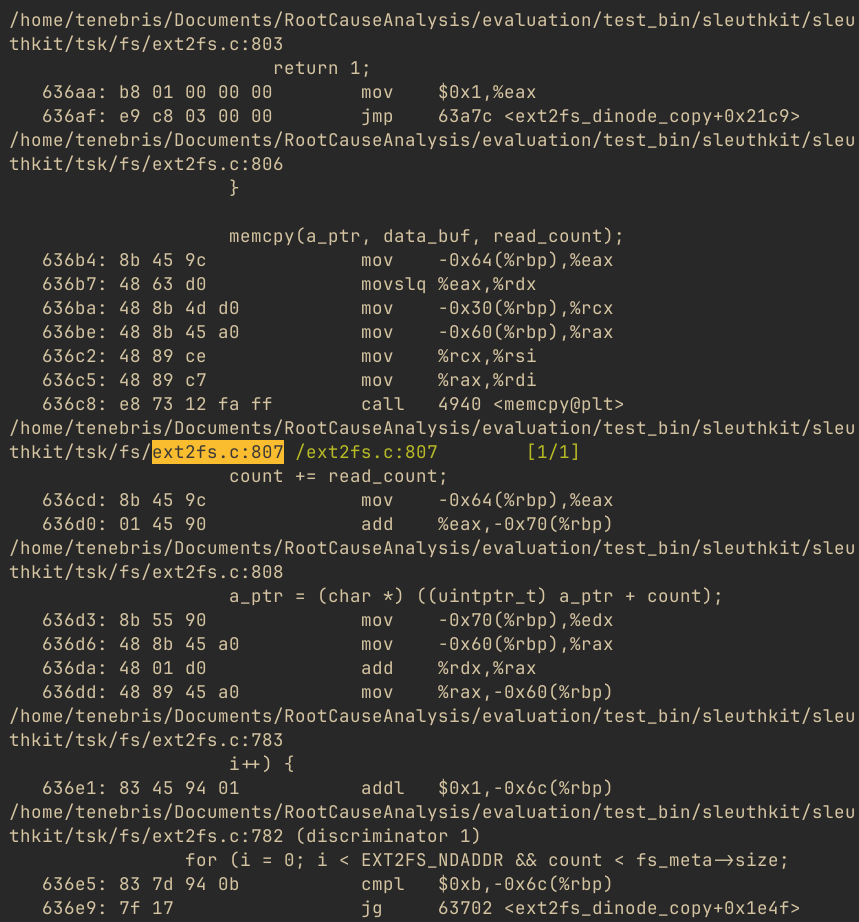 /home/tenebris/Documents/RootCauseAnalysis/evaluation/test_bin/sleuthkit/sleu
thkit/tsk/fs/ext2fs.c:803
                        return 1;
   636aa: b8 01 00 00 00        mov    $0x1,%eax
   636af: e9 c8 03 00 00        jmp    63a7c <ext2fs_dinode_copy+0x21c9>
/home/tenebris/Documents/RootCauseAnalysis/evaluation/test_bin/sleuthkit/sleu
thkit/tsk/fs/ext2fs.c:806
                    }
                    memcpy(a_ptr, data_buf, read_count);
   636b4: 8b 45 9c              mov    -0x64(%rbp),%eax
   636b7: 48 63 d0              movslq %eax,%rdx
   636ba: 48 8b 4d d0           mov    -0x30(%rbp),%rcx
   636be: 48 8b 45 a0           mov    -0x60(%rbp),%rax
   636c2: 48 89 ce              mov    %rcx,%rsi
   636c5: 48 89 c7              mov    %rax,%rdi
   636c8: e8 73 12 fa ff        call   4940 <memcpy@plt>
/home/tenebris/Documents/RootCauseAnalysis/evaluation/test_bin/sleuthkit/sleu
thkit/tsk/fs/ext2fs.c:807 /ext2fs.c:807        [1/1]
                    count += read_count;
   636cd: 8b 45 9c              mov    -0x64(%rbp),%eax
   636d0: 01 45 90              add    %eax,-0x70(%rbp)
/home/tenebris/Documents/RootCauseAnalysis/evaluation/test_bin/sleuthkit/sleu
thkit/tsk/fs/ext2fs.c:808
                    a_ptr = (char *) ((uintptr_t) a_ptr + count);
   636d3: 8b 55 90              mov    -0x70(%rbp),%edx
   636d6: 48 8b 45 a0           mov    -0x60(%rbp),%rax
   636da: 48 01 d0              add    %rdx,%rax
   636dd: 48 89 45 a0           mov    %rax,-0x60(%rbp)
/home/tenebris/Documents/RootCauseAnalysis/evaluation/test_bin/sleuthkit/sleu
thkit/tsk/fs/ext2fs.c:783
                    i++) {
   636e1: 83 45 94 01           addl   $0x1,-0x6c(%rbp)
/home/tenebris/Documents/RootCauseAnalysis/evaluation/test_bin/sleuthkit/sleu
thkit/tsk/fs/ext2fs.c:782 (discriminator 1)
                for (i = 0; i < EXT2FS_NDADDR && count < fs_meta->size;
   636e5: 83 7d 94 0b           cmpl   $0xb,-0x6c(%rbp)
   636e9: 7f 17                 jg     63702 <ext2fs_dinode_copy+0x1e4f>